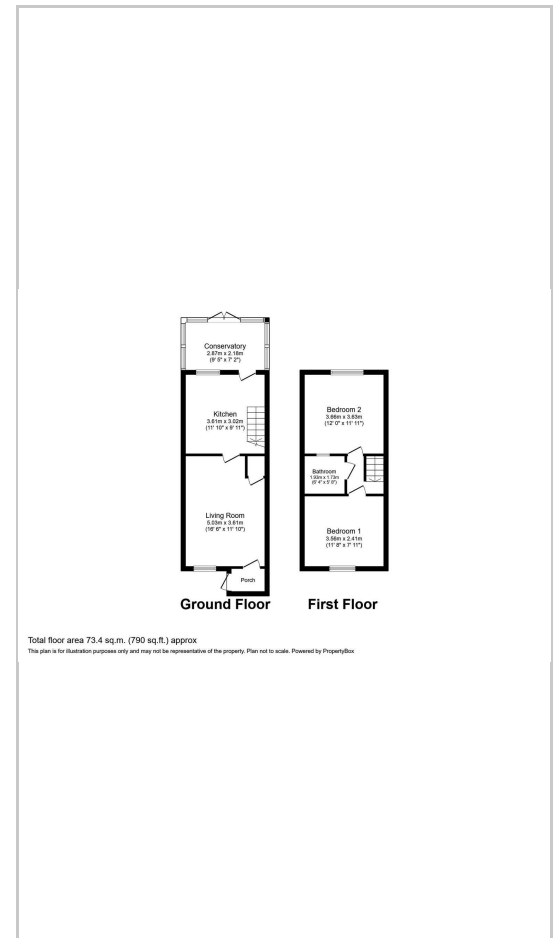 Conservatory
2.87m x 2.18m
(9' 5" x 7' 2")
Kitchen
3.61m x 3.02m
(11' 10" x 9' 11")
Living Room
5.03m x 3.61m
(16' 6" x 11' 10")
Porch
Ground Floor
Bedroom 2
3.66m x 3.63m
(12' 0" x 11' 11")
Bathroom
1.93m x 1.73m
(6' 4" x 5' 8")
Bedroom 1
3.56m x 2.41m
(11' 8" x 7' 11")
First Floor
Total floor area 73.4 sq.m. (790 sq.ft.) approx
This plan is for illustration purposes only and may not be representative of the property. Plan not to scale. Powered by PropertyBox